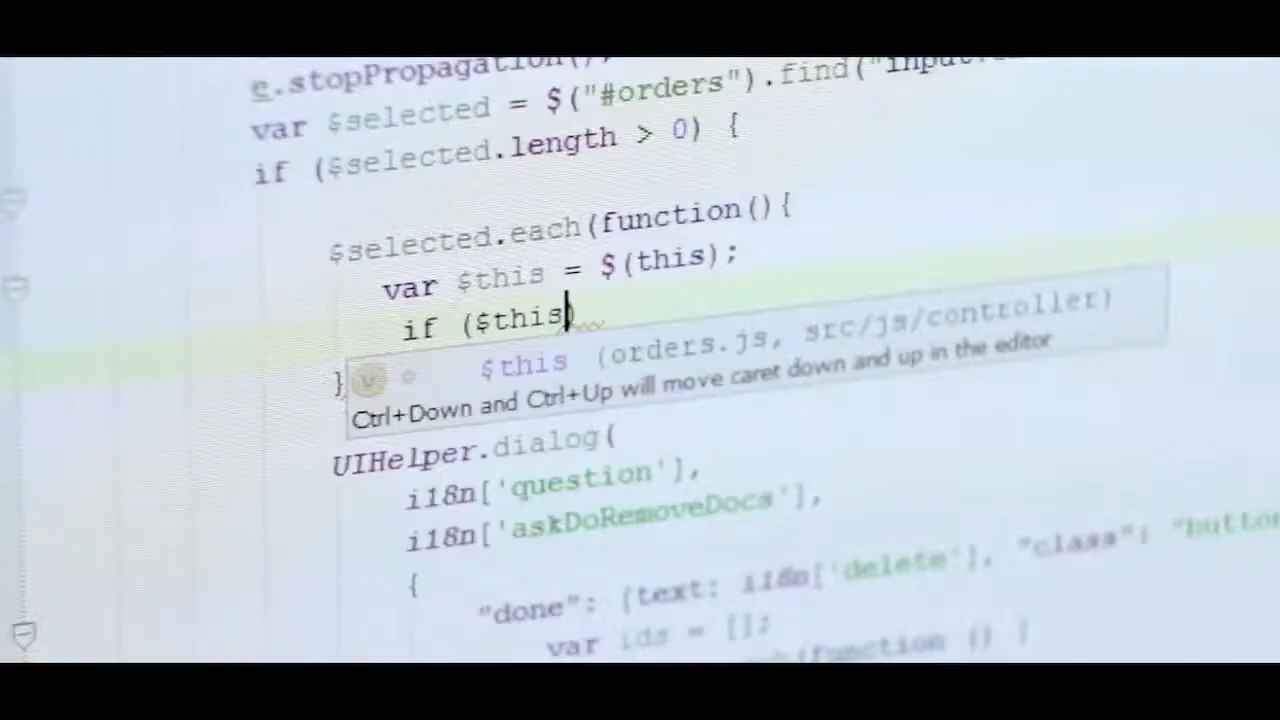 e.stopPropagation();
var $selected = $("#orders").find("input
if ($selected.length > 0) {
$selected.each(function(){
var $this = $(this);
if ($this)
$this (orders.js, src/js/controller)
}
Ctrl+Down and Ctrl+Up will move caret down and up in the editor
UIHelper.dialog(
i18n['question'],
i18n['askDoRemoveDocs'],
{
"done": {text: i18n['delete'], "class": "button
var ids = [];
(function () {